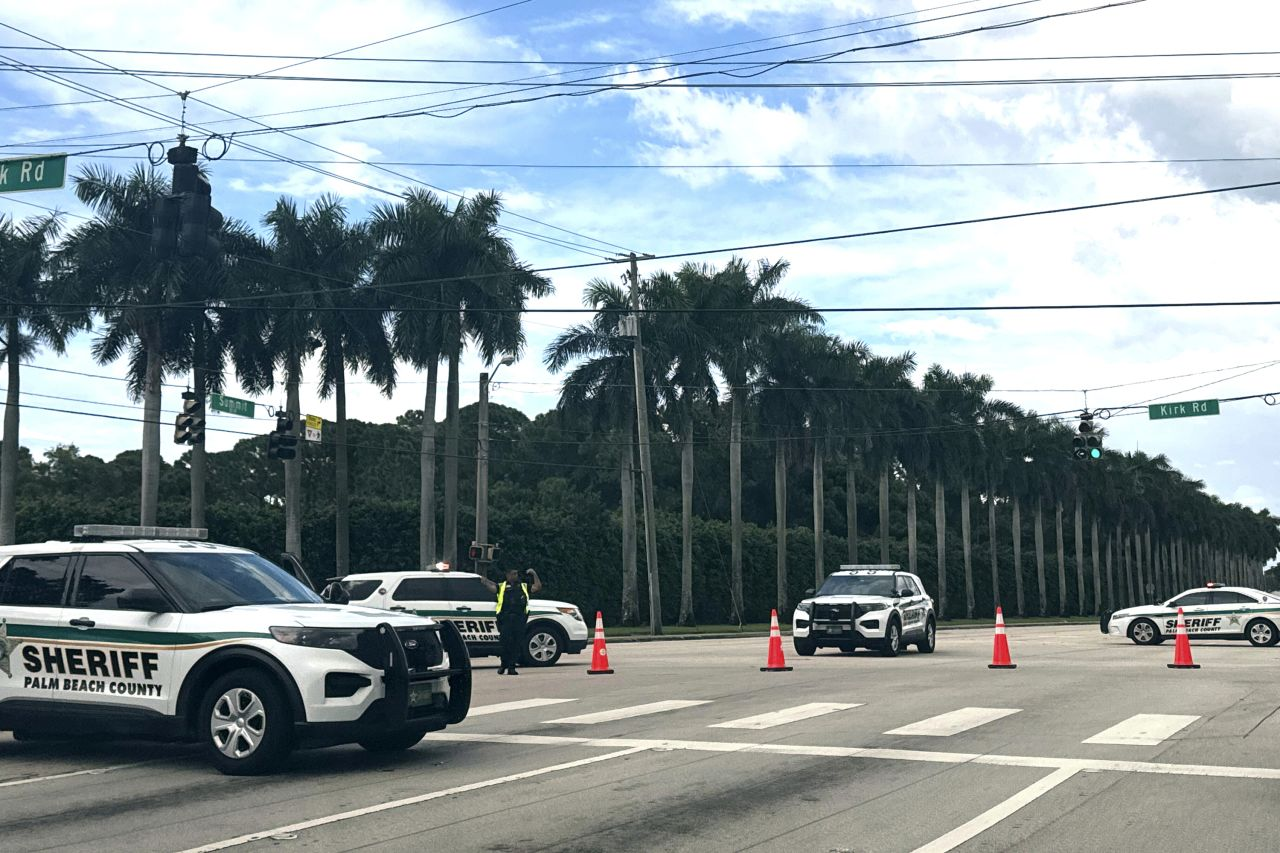 k Rd
Summit
Kirk Rd
SHERIFF
PALM BEACH COUNTY
SHERIFF
SHERIFF